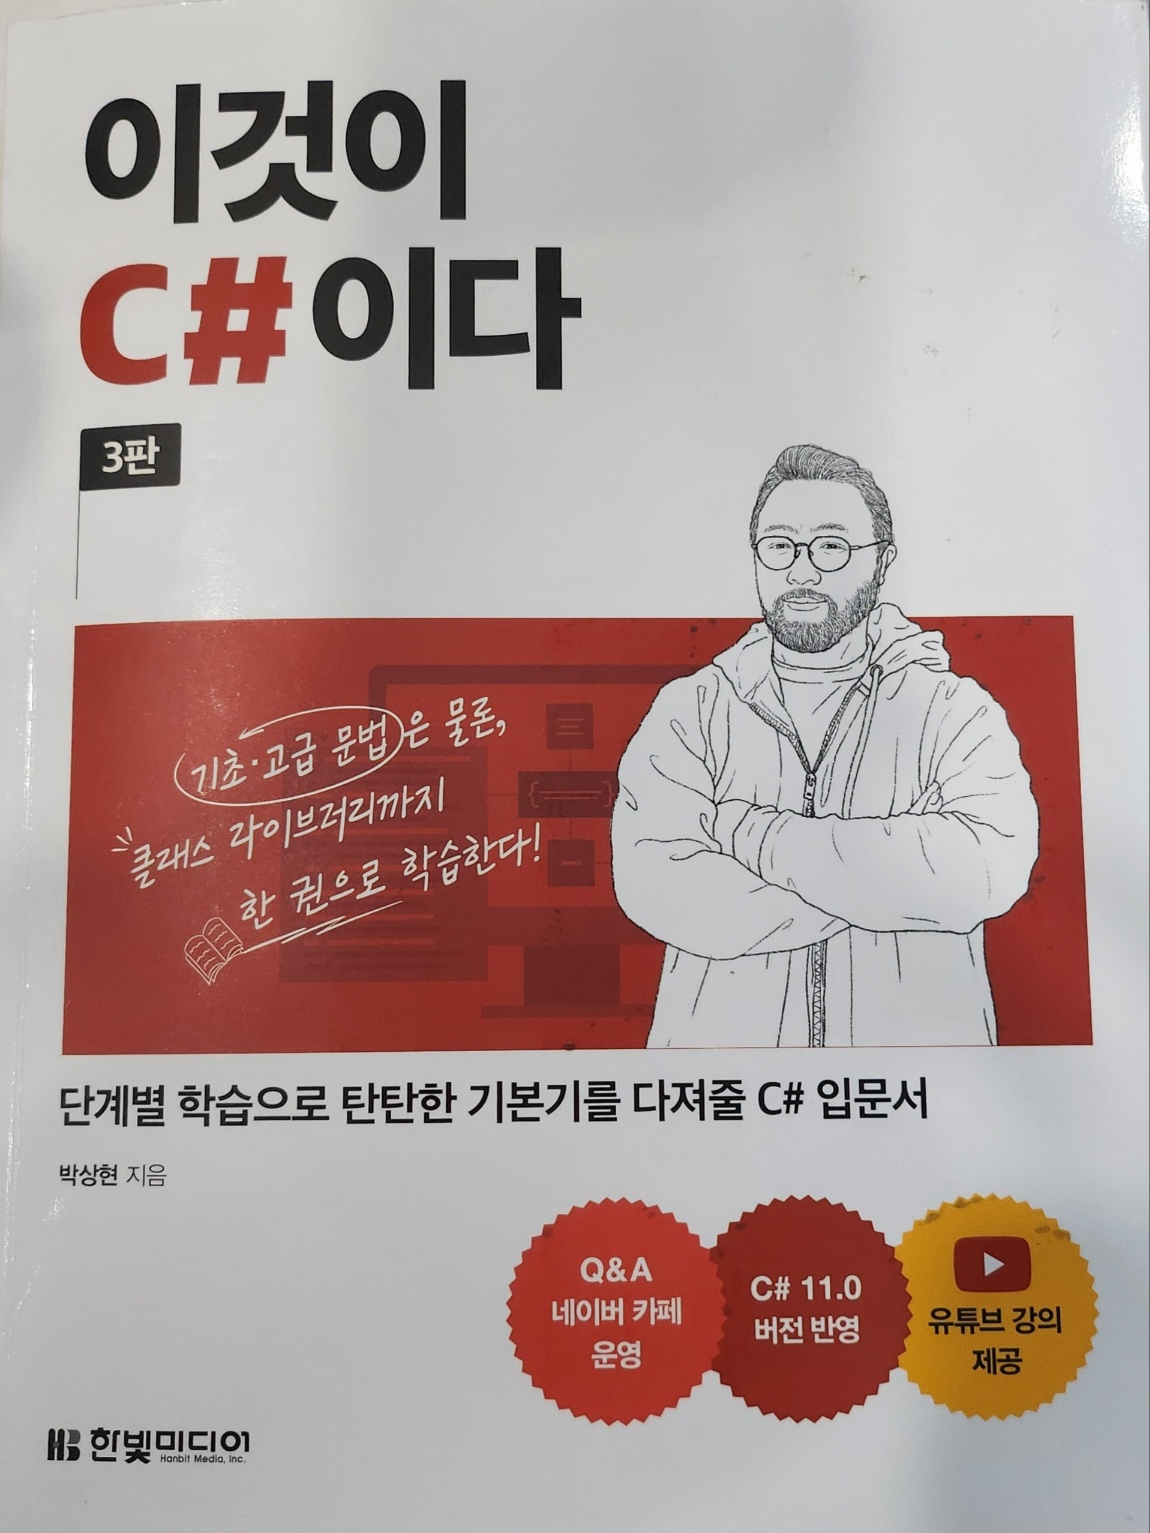 이것이
C#이다
3판
기초·고급 문법은 물론,
클래스 라이브러리까지
한 권으로 학습한다!
단계별 학습으로 탄탄한 기본기를 다져줄 C# 입문서
박상현 지음
Q&A
네이버 카페
운영
C# 11.0
버전 반영
유튜브 강의
제공
한빛미디어
Hanbit Media, Inc.